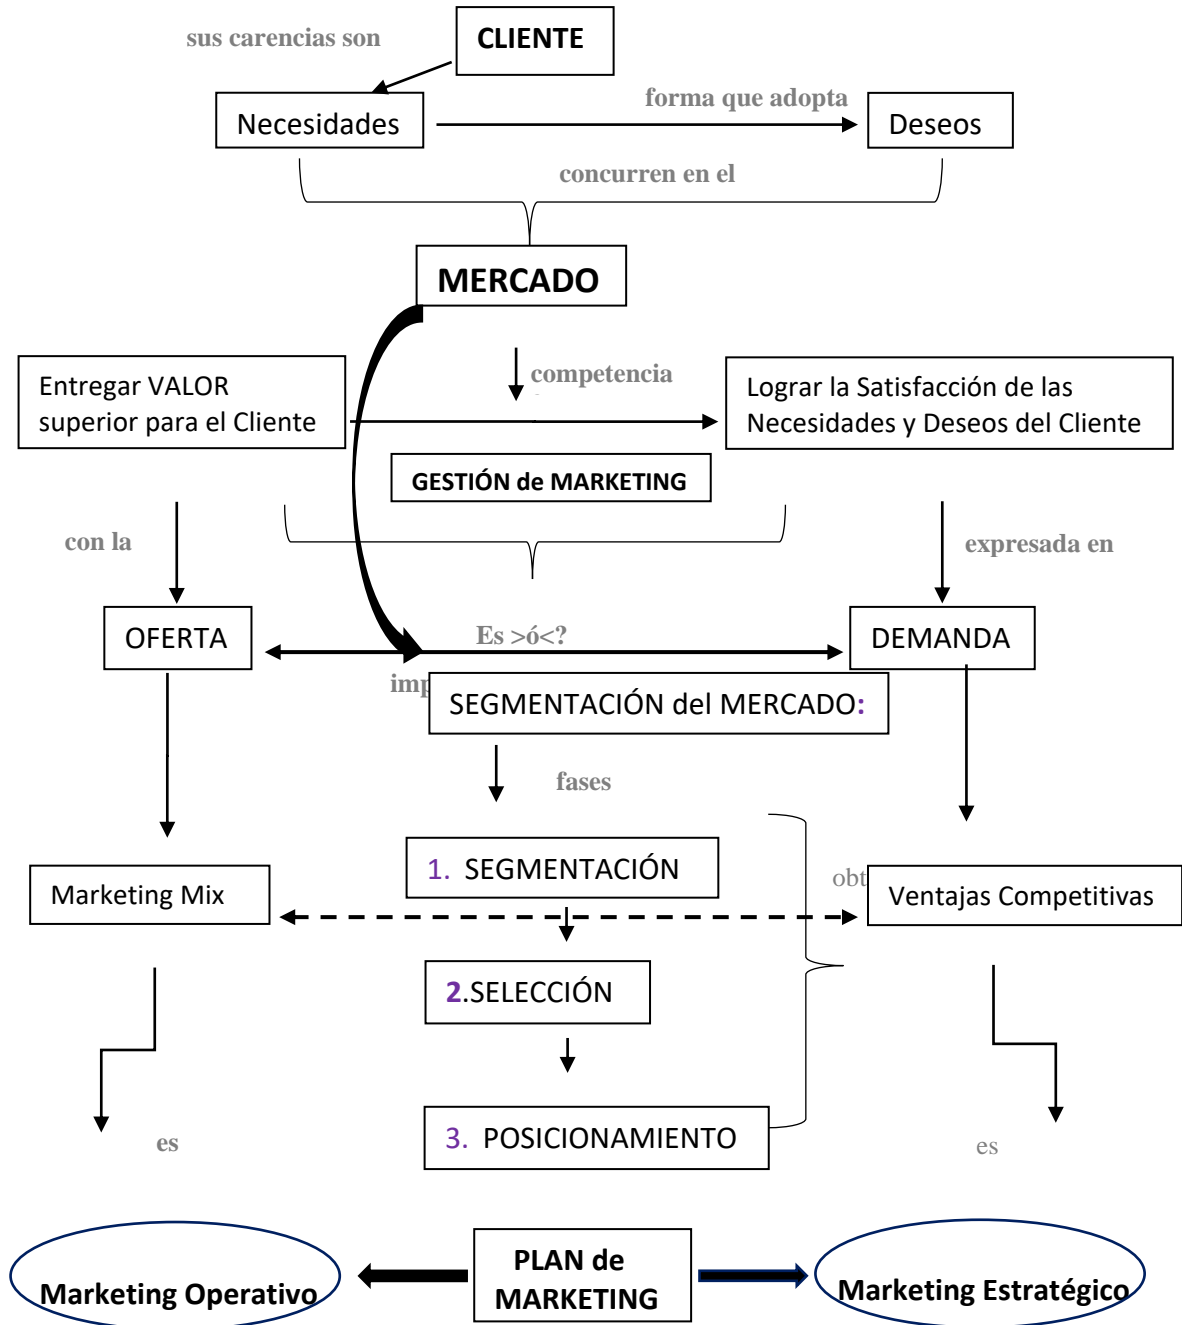 sus carencias son
CLIENTE
forma que adopta
Necesidades
Deseos
concurren en el
MERCADO
competencia
Entregar VALOR
superior para el Cliente
Lograr la Satisfacción de las
Necesidades y Deseos del Cliente
GESTIÓN de MARKETING
con la
expresada en
OFERTA
Es >ó<?
DEMANDA
SEGMENTACIÓN del MERCADO:
fases
1. SEGMENTACIÓN
Marketing Mix
Ventajas Competitivas
2.SELECCIÓN
3. POSICIONAMIENTO
es
es
PLAN de
MARKETING
Marketing Operativo
Marketing Estratégico